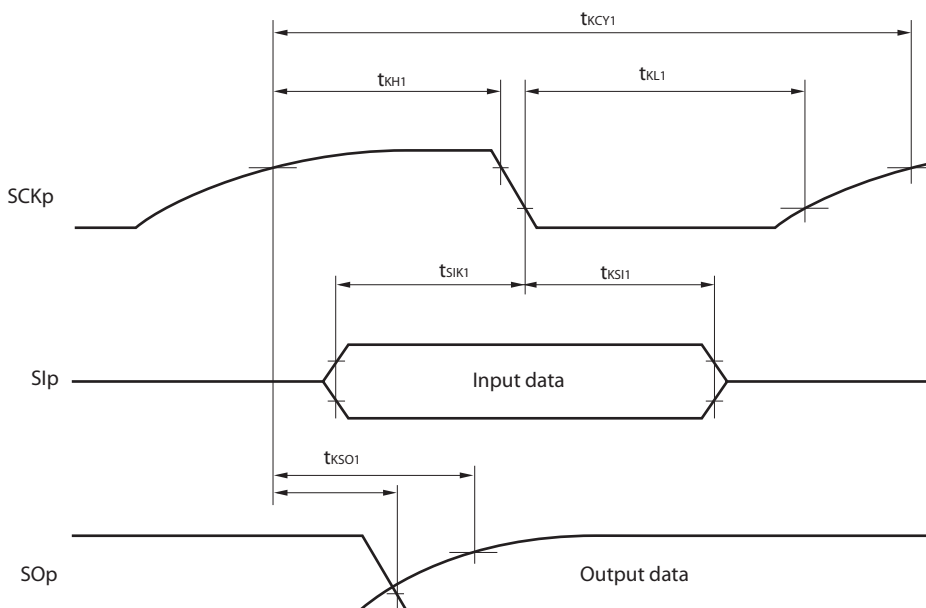 tKCY1
tKH1
tKL1
SCKp
tSIK1
tKSI1
SIp
Input data
tKSO1
SOp
Output data